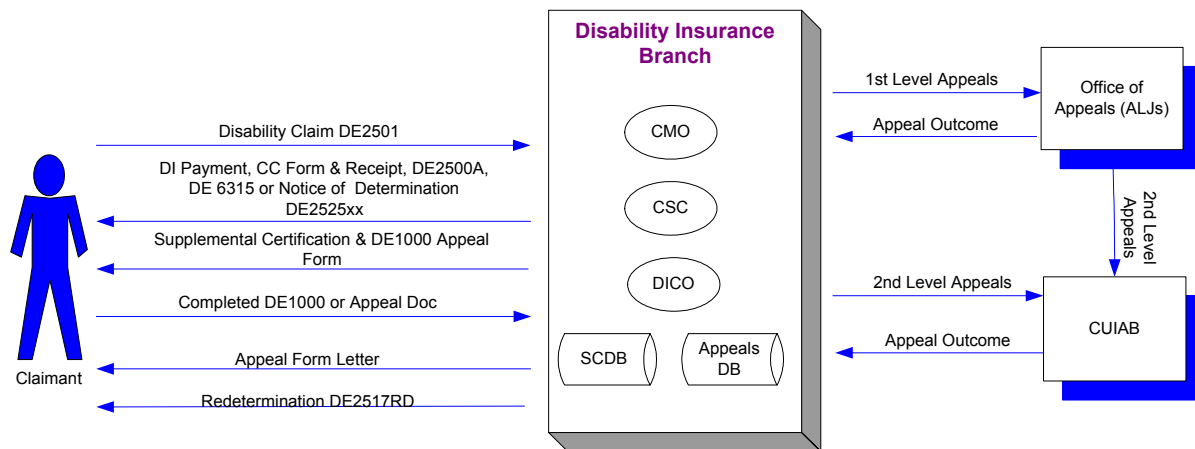 Disability Insurance
Branch
CMO
CSC
DICO
SCDB
Appeals
DB
Disability Claim DE2501
DI Payment, CC Form & Receipt, DE2500A,
DE 6315 or Notice of Determination
DE2525xx
Supplemental Certification & DE1000 Appeal
Form
Completed DE1000 or Appeal Doc
Appeal Form Letter
Redetermination DE2517RD
Claimant
1st Level Appeals
Appeal Outcome
Office of
Appeals (ALJs)
2nd Level
Appeals
2nd Level Appeals
Appeal Outcome
CUIAB